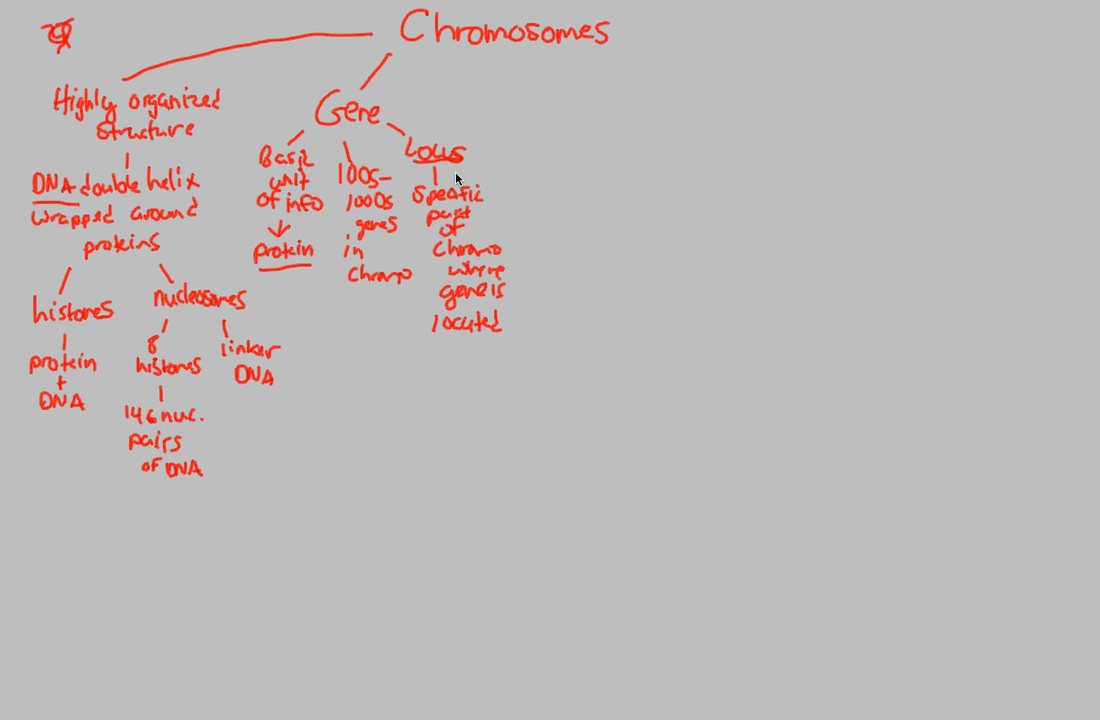 Chromosomes
Highly organized
structure
DNA double helix
wrapped around
proteins
histones
protein
+
DNA
nucleosomes
8
histones
146 nuc.
pairs
of DNA
linker
DNA
Gene
Basic
unit
of info
protein
100s-
1000s
genes
in
chromo
Locus
Specific
part
of
chromo
where
gene is
located